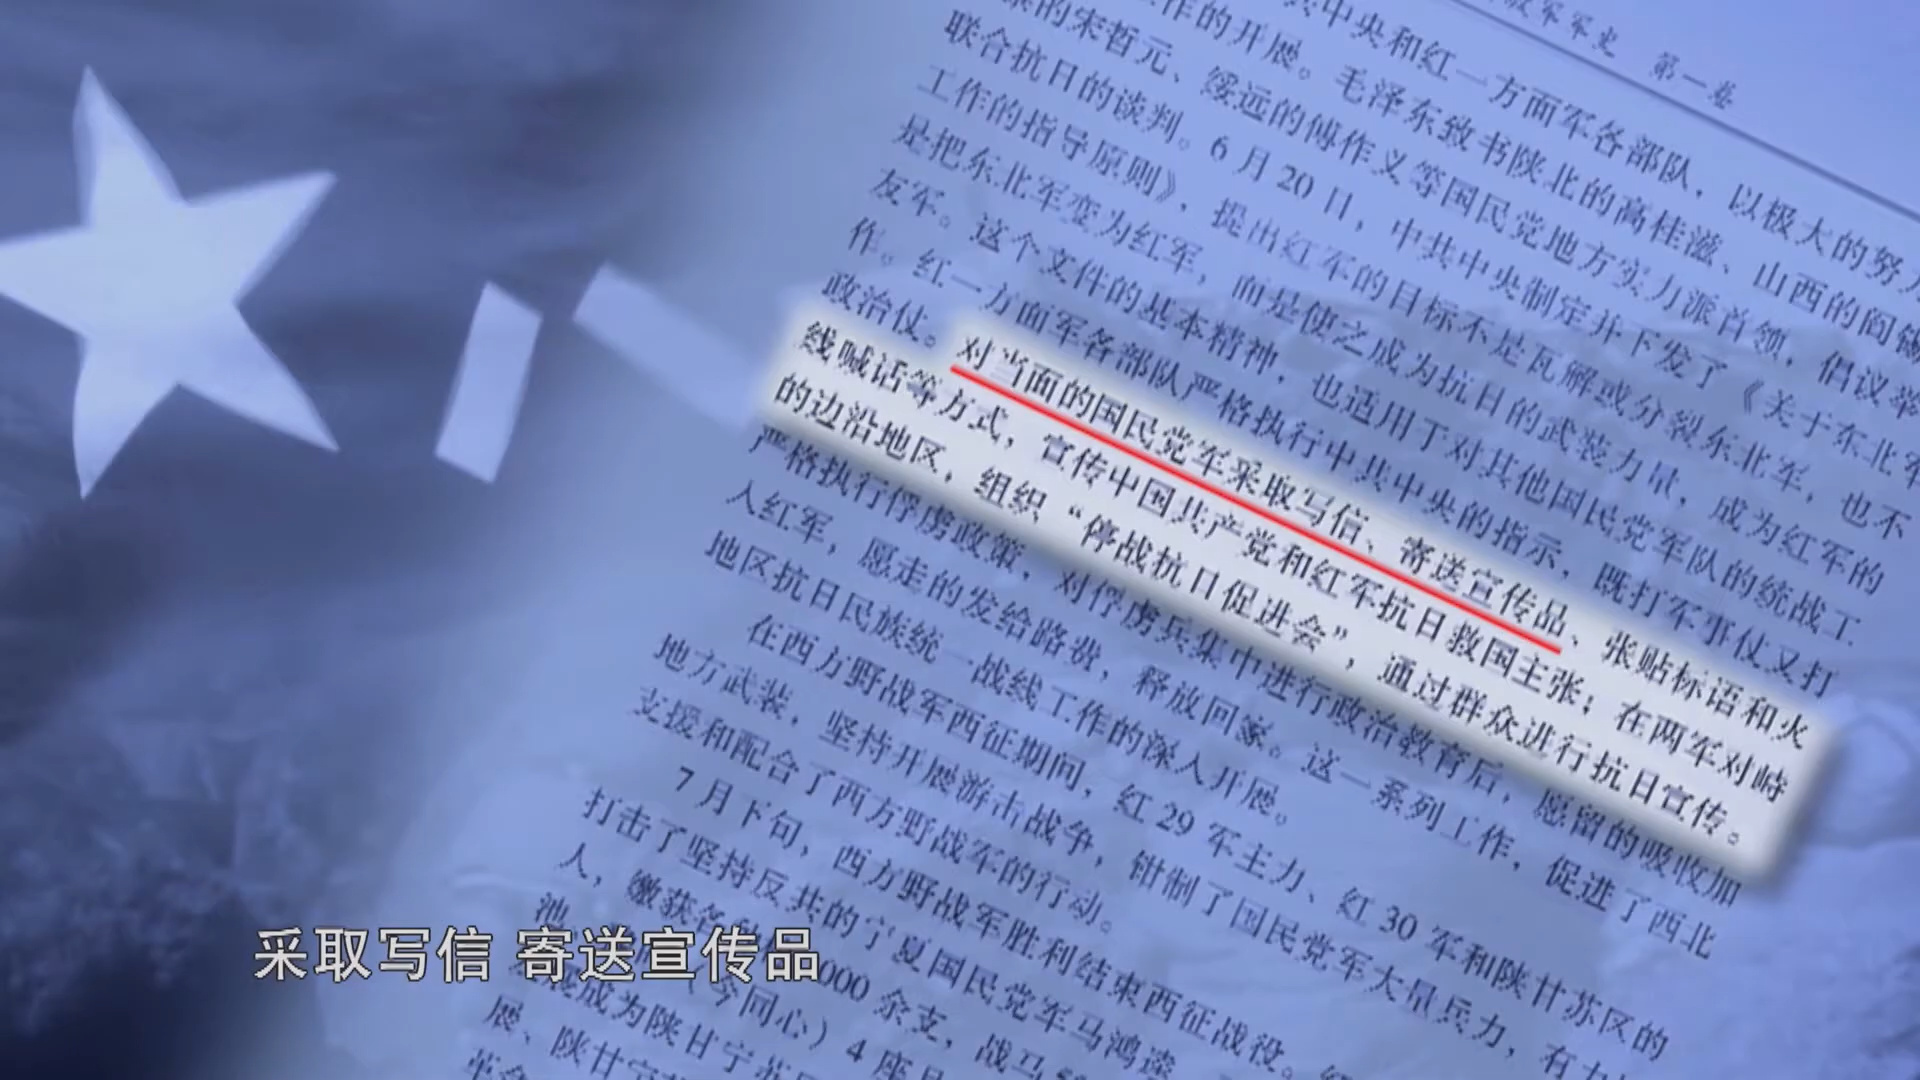 放军军史 第一卷
共中央和红一方面军各部队，以极大的努力
作的开展。毛泽东致书陕北的高桂滋、山西的阎锡
的宋哲元、绥远的傅作义等国民党地方实力派首领，倡议举
联合抗日的谈判。6月20日，中共中央制定并下发了《关于东北军
工作的指导原则》，提出红军的目标不是瓦解或分裂东北军，也不
是把东北军变为红军，而是使之成为抗日的武装力量，成为红军的
友军。这个文件的基本精神，也适用于对其他国民党军队的统战工
作。红一方面军各部队严格执行中共中央的指示，既打军事仗又打
政治仗。对当面的国民党军采取写信、寄送宣传品、张贴标语和火
线喊话等方式，宣传中国共产党和红军抗日救国主张；在两军对峙
的边沿地区，组织“停战抗日促进会”，通过群众进行抗日宣传。
严格执行俘虏政策，对俘虏兵集中进行政治教育后，愿留的吸收加
入红军，愿走的发给路费，释放回家。这一系列工作，促进了西北
地区抗日民族统一战线工作的深入开展。
在西方野战军西征期间，红29军主力、红30军和陕甘苏区的
地方武装，坚持开展游击战争，钳制了国民党军大量兵力，有力
支援和配合了西方野战军的行动。
7月下旬，西方野战军胜利结束西征战役。
打击了坚持反共的宁夏国民党军马鸿逵
人，缴获各 000余支，战马
池 （今同心）4座县
成为陕甘宁苏
展、陕甘宁
革命
采取写信 寄送宣传品